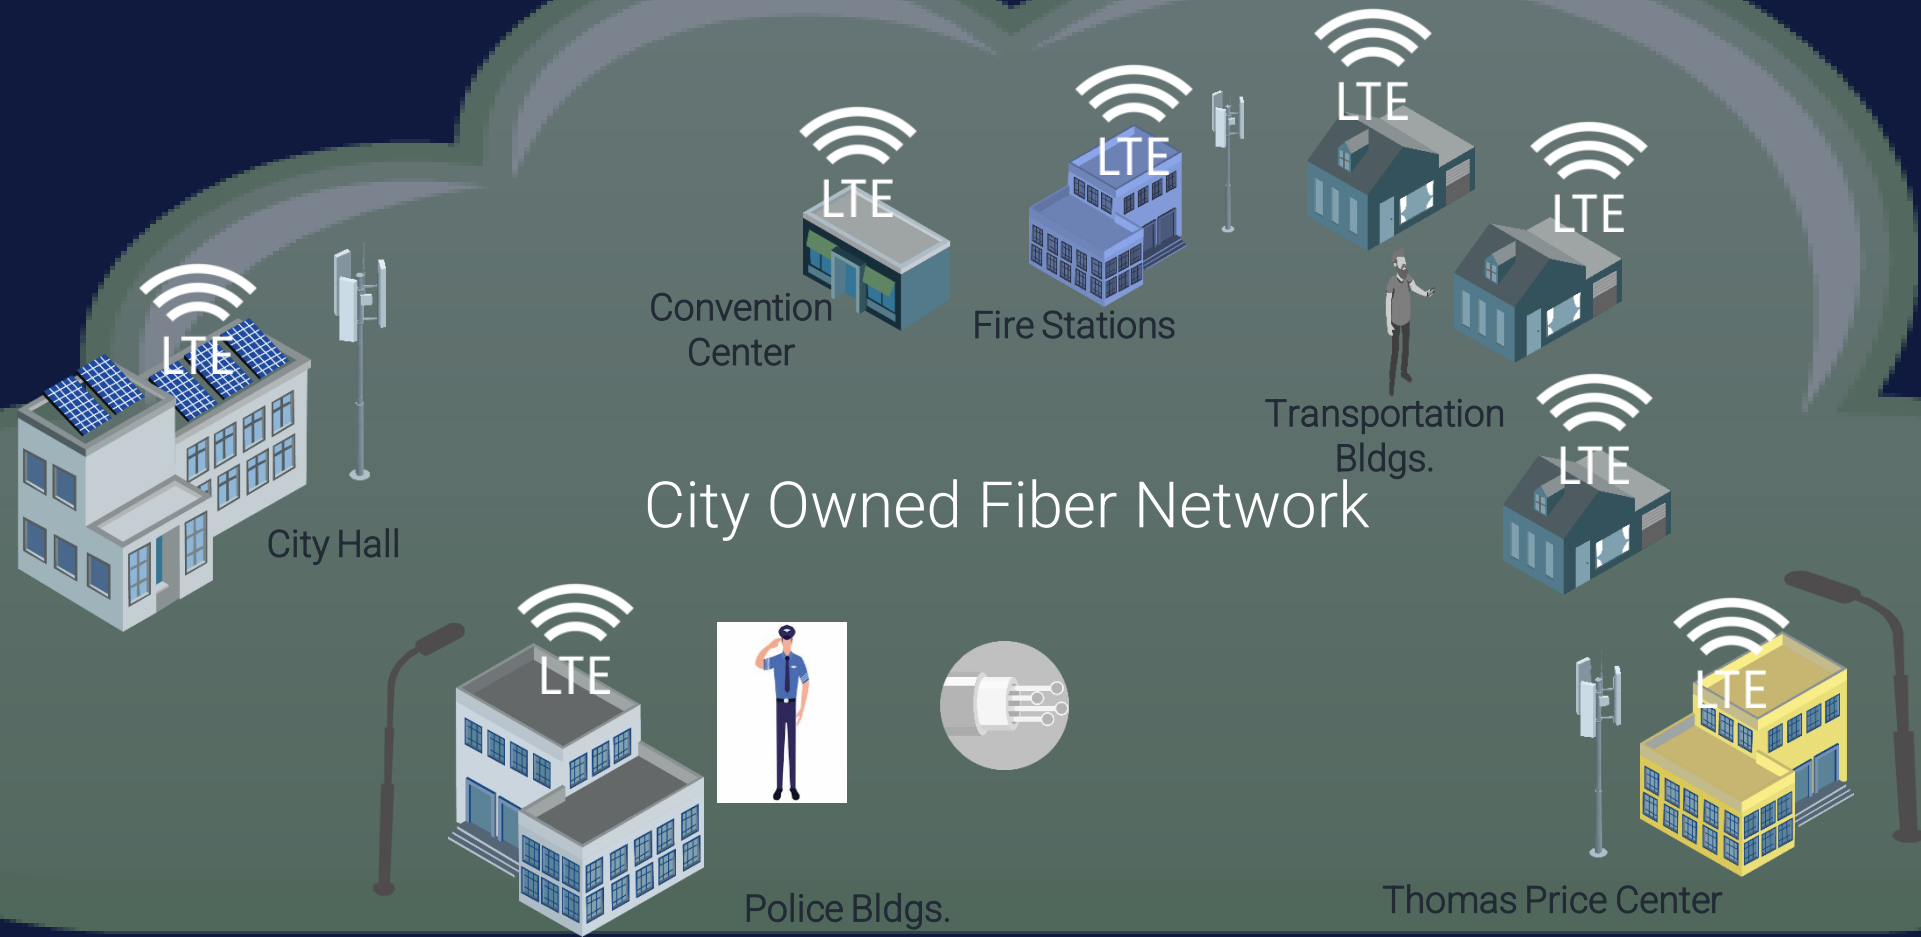 LTE
LTE
LTE
LTE
LTE
Convention
Center
Fire Stations
LTE
Transportation
Bldgs.
LTE
City Owned Fiber Network
City Hall
LTE
LTE
Police Bldgs.
Thomas Price Center